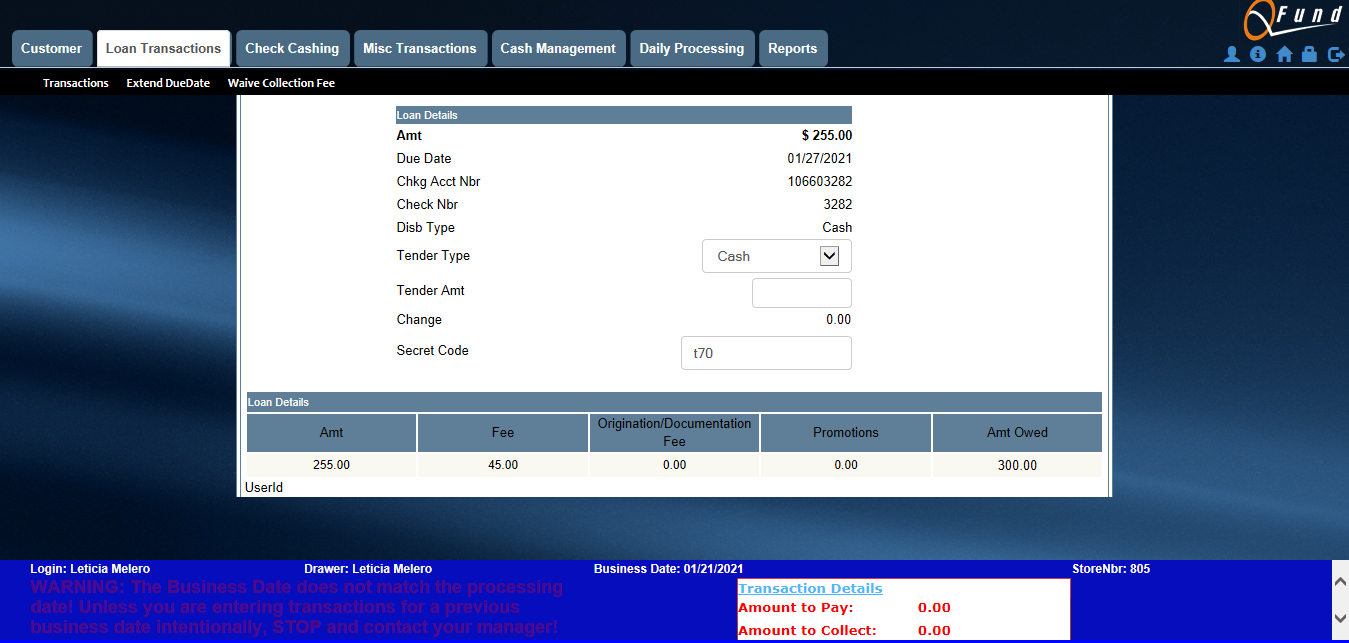 QFund
Customer
Loan Transactions
Check Cashing
Misc Transactions
Cash Management
Daily Processing
Reports
Transactions Extend DueDate Waive Collection Fee
Loan Details
Amt $ 255.00
Due Date 01/27/2021
Chkg Acct Nbr 106603282
Check Nbr 3282
Disb Type Cash
Tender Type Cash
Tender Amt
Change 0.00
Secret Code t70
Loan Details
Amt Fee Origination/Documentation Fee Promotions Amt Owed
255.00 45.00 0.00 0.00 300.00
UserId
Login: Leticia Melero Drawer: Leticia Melero Business Date: 01/21/2021 StoreNbr: 805
WARNING: The Business Date does not match the processing
date! Unless you are entering transactions for a previous
business date intentionally, STOP and contact your manager!
Transaction Details
Amount to Pay: 0.00
Amount to Collect: 0.00